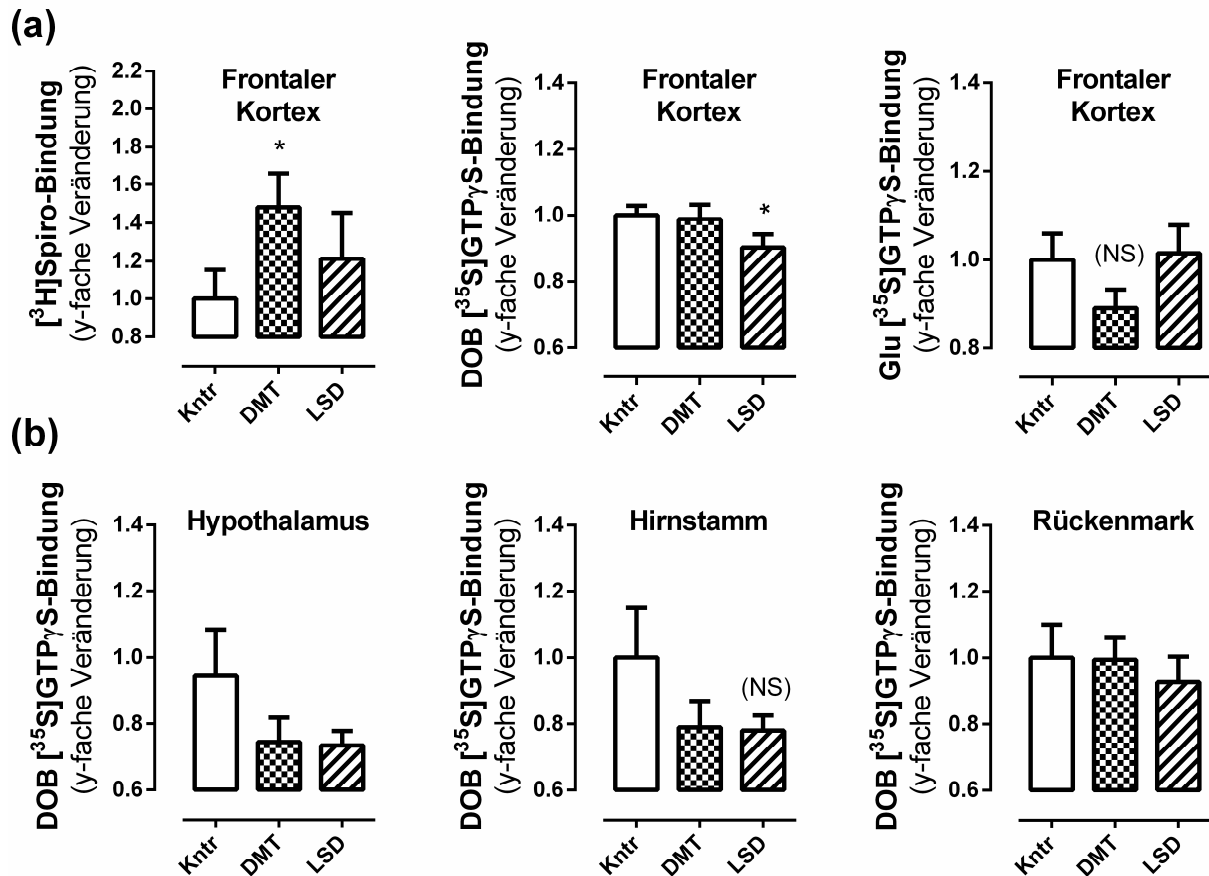 (a)
[3H]Spiro-Bindung
(y-fache Veränderung)
2.2
2.0
1.8
1.6
1.4
1.2
1.0
0.8
Frontaler
Kortex
*
Kntr
DMT
LSD
DOB [35S]GTPγS-Bindung
(y-fache Veränderung)
1.4
1.2
1.0
0.8
0.6
Frontaler
Kortex
*
Kntr
DMT
LSD
Glu [35S]GTPγS-Bindung
(y-fache Veränderung)
1.4
1.2
1.0
0.8
Frontaler
Kortex
(NS)
Kntr
DMT
LSD
(b)
DOB [35S]GTPγS-Bindung
(y-fache Veränderung)
1.4
1.2
1.0
0.8
0.6
Hypothalamus
Kntr
DMT
LSD
DOB [35S]GTPγS-Bindung
(y-fache Veränderung)
1.4
1.2
1.0
0.8
0.6
Hirnstamm
(NS)
Kntr
DMT
LSD
DOB [35S]GTPγS-Bindung
(y-fache Veränderung)
1.4
1.2
1.0
0.8
0.6
Rückenmark
Kntr
DMT
LSD